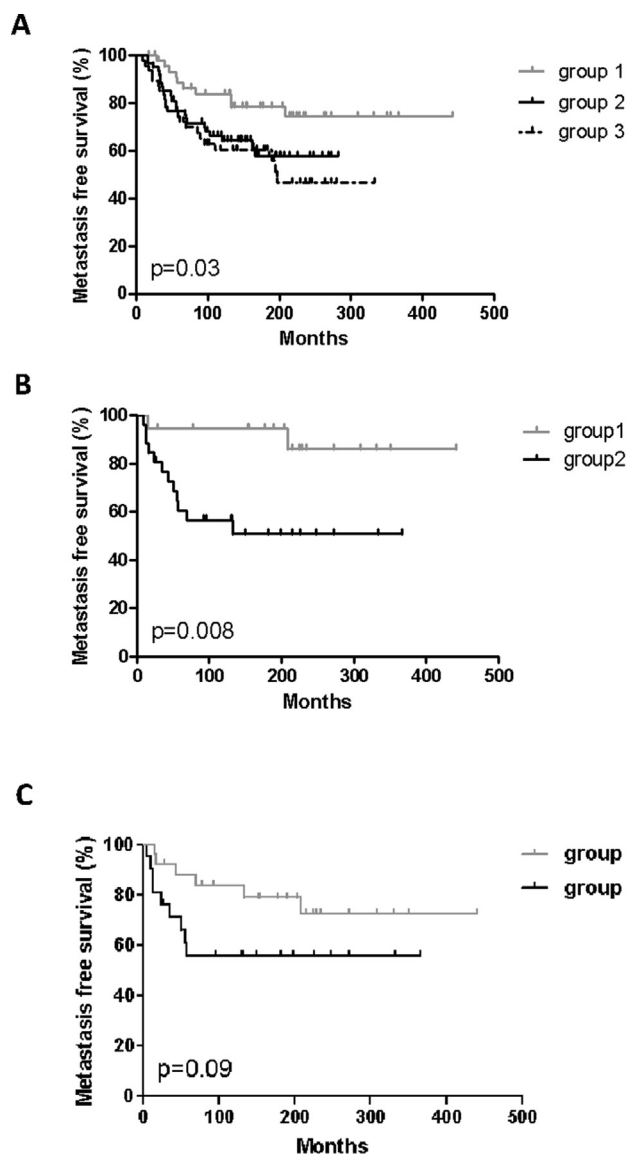 A
Metastasis free survival (%)
100
80
60
40
20
0
p=0.03
0 100 200 300 400 500
Months
group 1
group 2
group 3
B
Metastasis free survival (%)
100
80
60
40
20
0
p=0.008
0 100 200 300 400 500
Months
group1
group2
C
Metastasis free survival (%)
100
80
60
40
20
0
p=0.09
0 100 200 300 400 500
Months
group
group